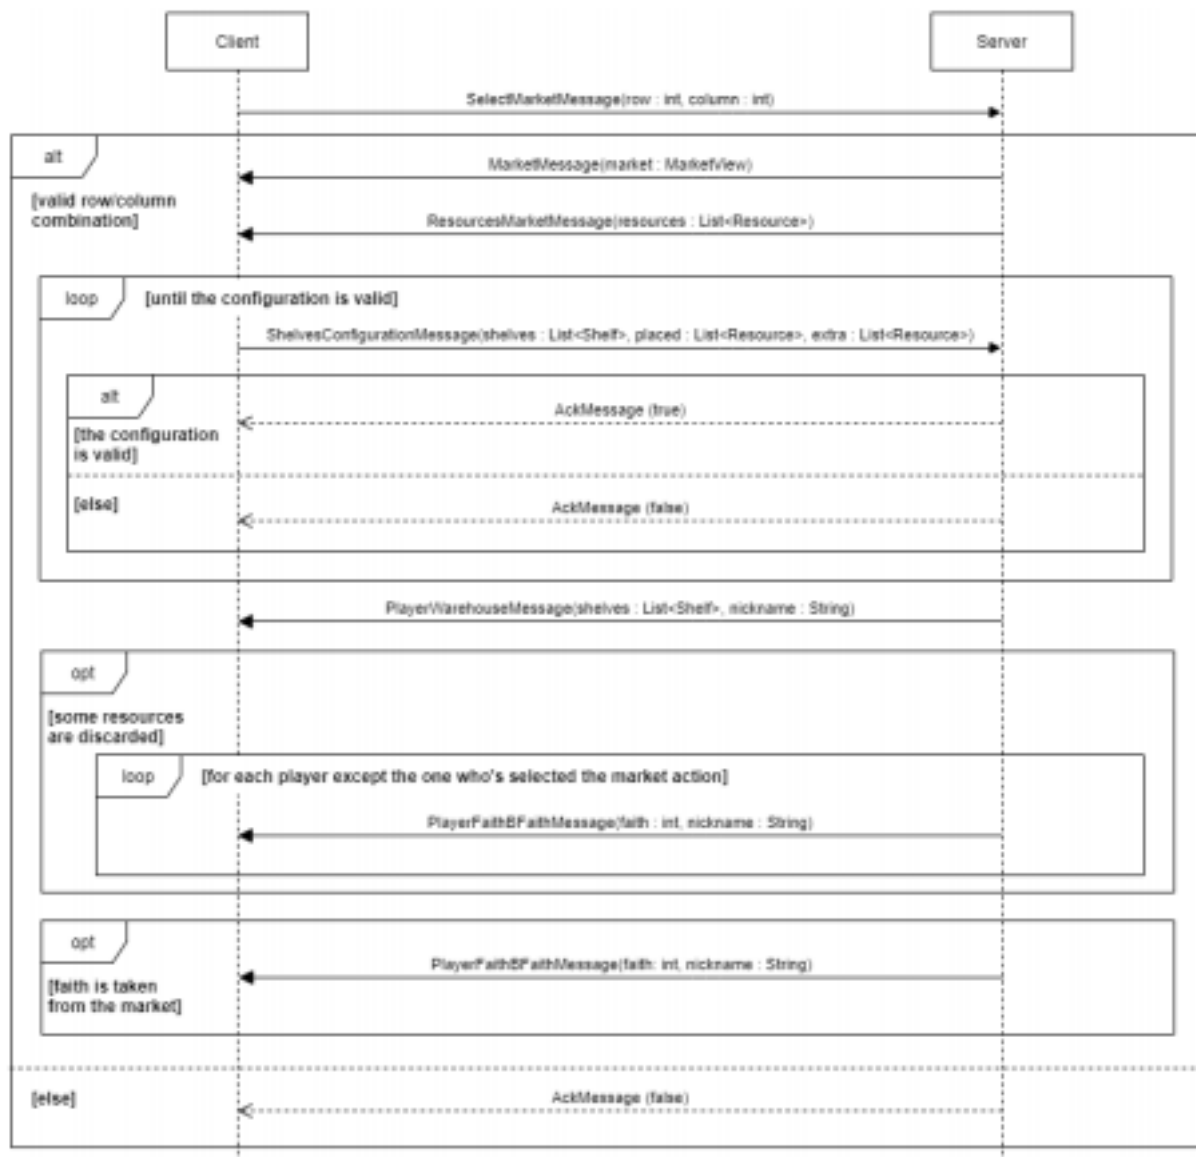 Client
Server
SelectMarketMessage(row : int, column : int)
alt
MarketMessage(market : MarketView)
[valid row/column
combination]
ResourcesMarketMessage(resources : List<Resource>)
loop
[until the configuration is valid]
ShelvesConfigurationMessage(shelves : List<Shelf>, placed : List<Resource>, extra : List<Resource>)
alt
AckMessage (true)
[the configuration
is valid]
[else]
AckMessage (false)
PlayerWarehouseMessage(shelves : List<Shelf>, nickname : String)
opt
[some resources
are discarded]
loop
[for each player except the one who's selected the market action]
PlayerFaithBFaithMessage(faith : int, nickname : String)
opt
PlayerFaithBFaithMessage(faith: int, nickname : String)
[faith is taken
from the market]
[else]
AckMessage (false)